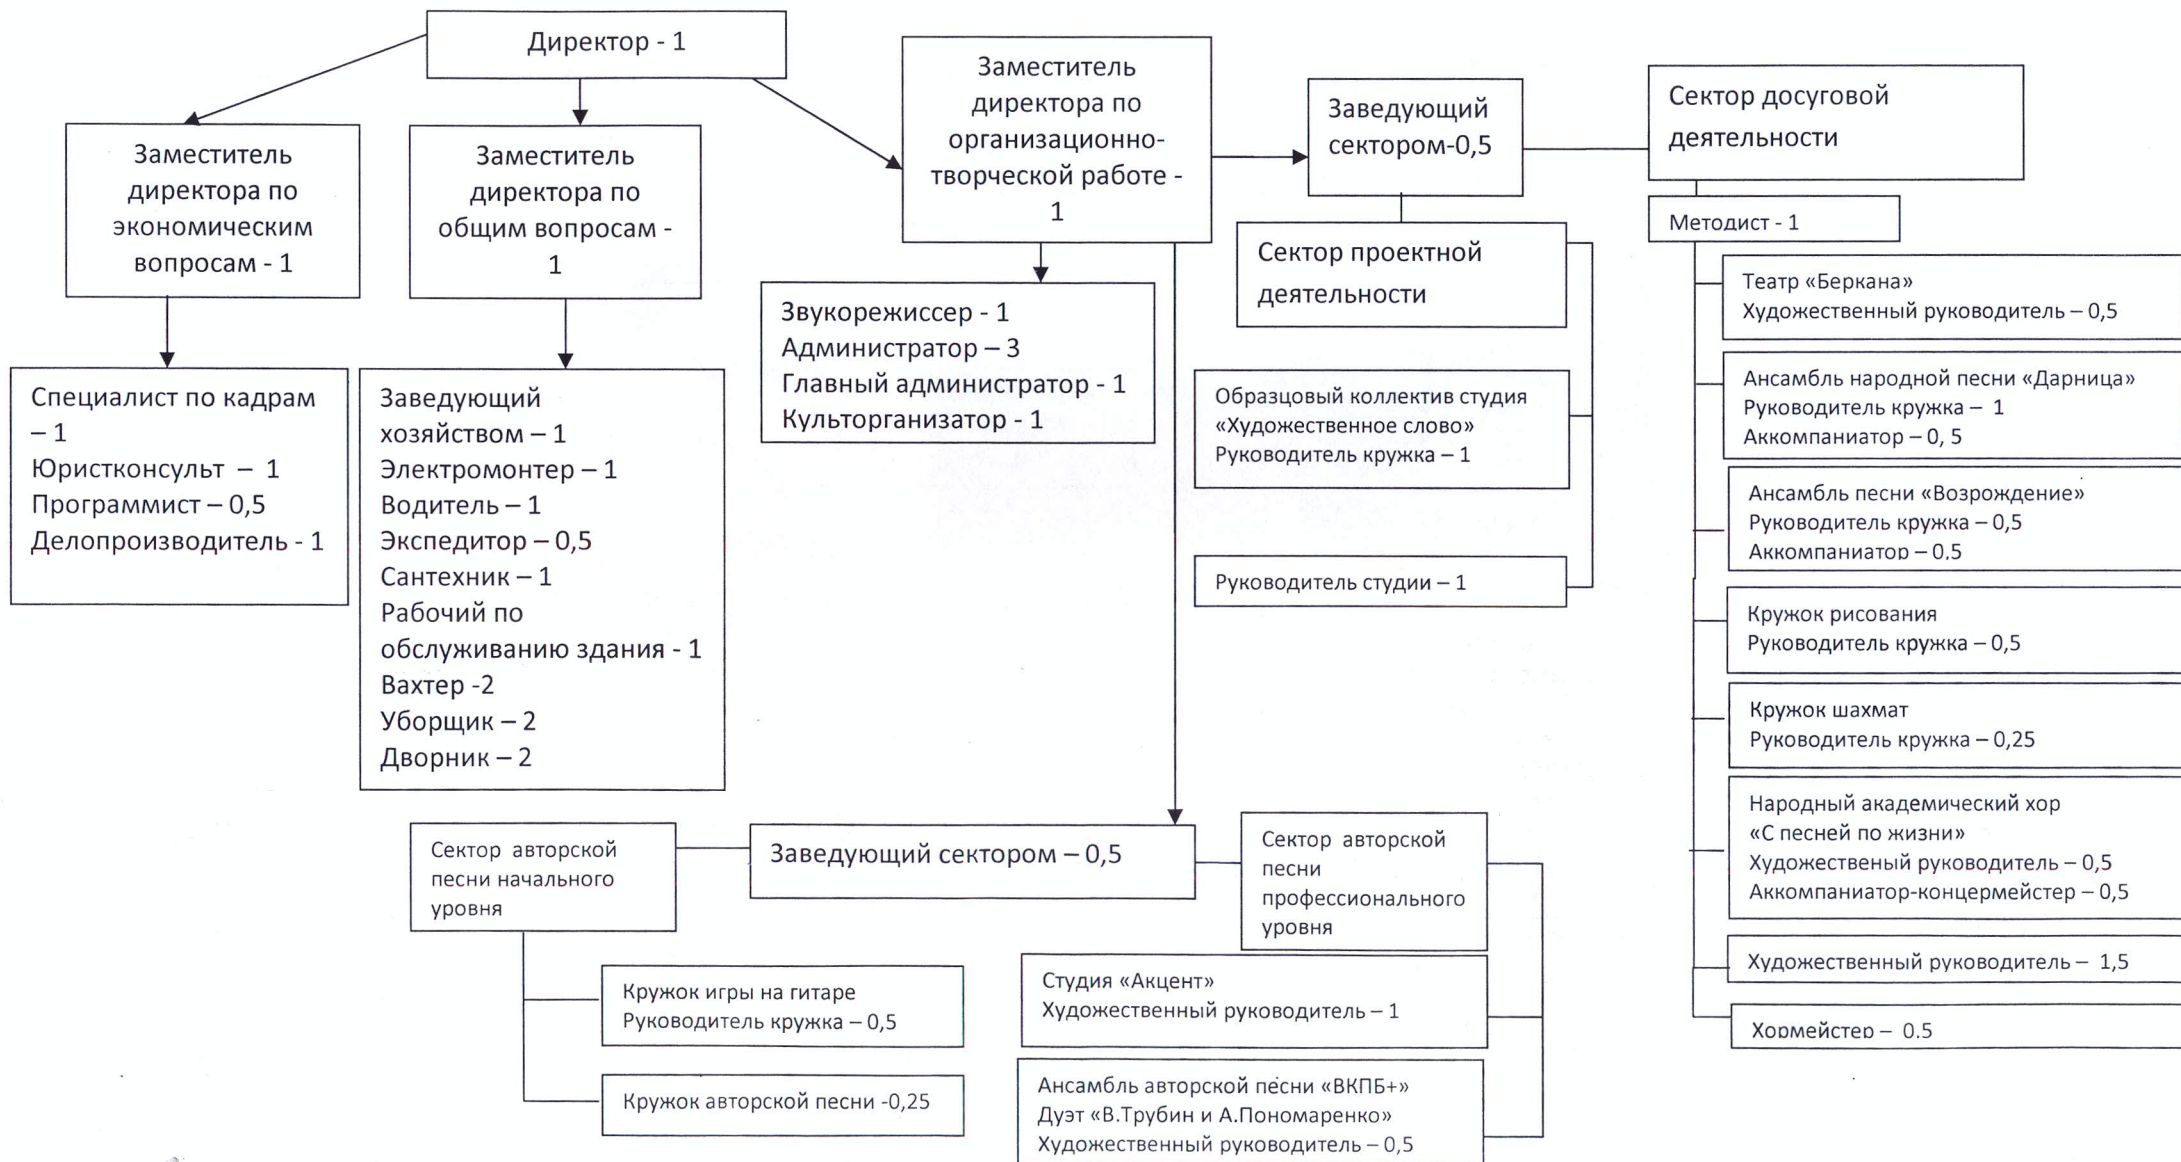 Директор - 1
Заместитель
директора по
экономическим
вопросам - 1
Заместитель
директора по
общим вопросам -
1
Заместитель
директора по
организационно-
творческой работе -
1
Заведующий
сектором-0,5
Сектор досуговой
деятельности
Методист - 1
Сектор проектной
деятельности
Специалист по кадрам
– 1
Юристконсульт – 1
Программист – 0,5
Делопроизводитель - 1
Заведующий
хозяйством – 1
Электромонтер – 1
Водитель – 1
Экспедитор – 0,5
Сантехник – 1
Рабочий по
обслуживанию здания - 1
Вахтер -2
Уборщик – 2
Дворник – 2
Звукорежиссер - 1
Администратор – 3
Главный администратор - 1
Культорганизатор - 1
Образцовый коллектив студия
«Художественное слово»
Руководитель кружка – 1
Руководитель студии – 1
Театр «Беркана»
Художественный руководитель – 0,5
Ансамбль народной песни «Дарница»
Руководитель кружка – 1
Аккомпаниатор – 0, 5
Ансамбль песни «Возрождение»
Руководитель кружка – 0,5
Аккомпаниатор – 0,5
Кружок рисования
Руководитель кружка – 0,5
Кружок шахмат
Руководитель кружка – 0,25
Народный академический хор
«С песней по жизни»
Художественый руководитель – 0,5
Аккомпаниатор-концермейстер – 0,5
Художественный руководитель – 1,5
Хормейстер – 0,5
Заведующий сектором – 0,5
Сектор авторской
песни начального
уровня
Кружок игры на гитаре
Руководитель кружка – 0,5
Кружок авторской песни -0,25
Сектор авторской
песни
профессионального
уровня
Студия «Акцент»
Художественный руководитель – 1
Ансамбль авторской песни «ВКПБ+»
Дуэт «В.Трубин и А.Пономаренко»
Художественный руководитель – 0,5